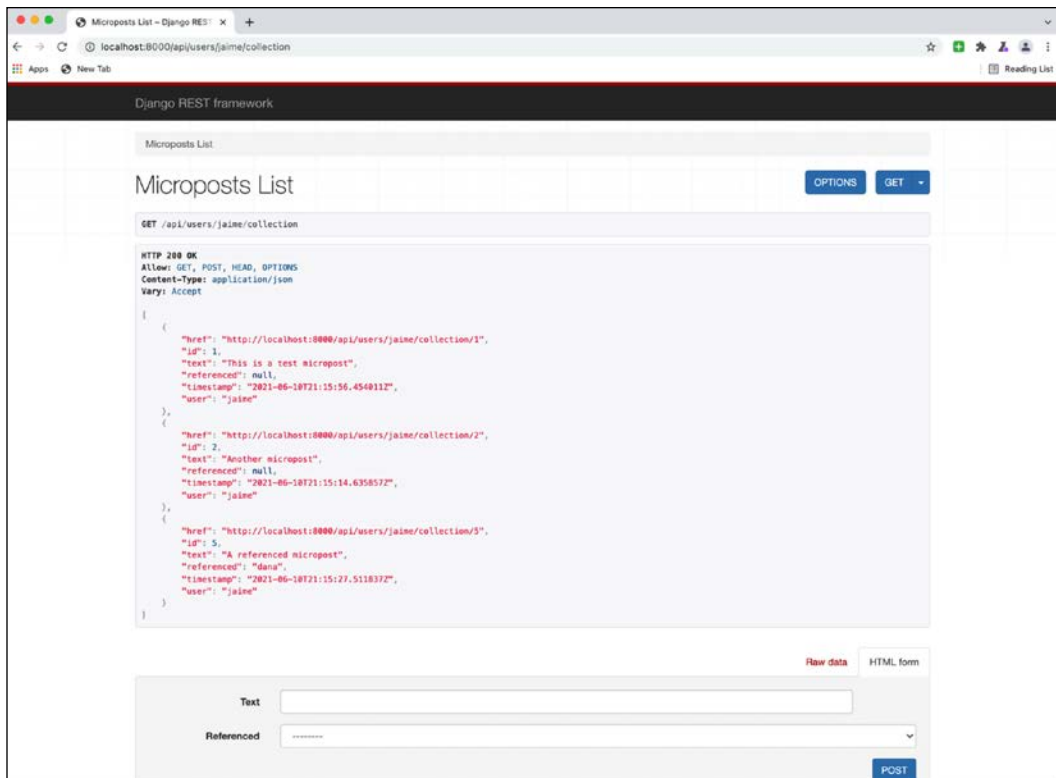 Microposts List – Django REST
localhost:8000/api/users/jaime/collection
Apps New Tab Reading List
Django REST framework
Microposts List
Microposts List
OPTIONS GET
GET /api/users/jaime/collection
HTTP 200 OK
Allow: GET, POST, HEAD, OPTIONS
Content-Type: application/json
Vary: Accept
[
{
"href": "http://localhost:8000/api/users/jaime/collection/1",
"id": 1,
"text": "This is a test micropost",
"referenced": null,
"timestamp": "2021-06-10T21:15:56.454011Z",
"user": "jaime"
},
{
"href": "http://localhost:8000/api/users/jaime/collection/2",
"id": 2,
"text": "Another micropost",
"referenced": null,
"timestamp": "2021-06-10T21:15:14.635857Z",
"user": "jaime"
},
{
"href": "http://localhost:8000/api/users/jaime/collection/5",
"id": 5,
"text": "A referenced micropost",
"referenced": "dana",
"timestamp": "2021-06-10T21:15:27.511837Z",
"user": "jaime"
}
]
Raw data HTML form
Text
Referenced ---------
POST